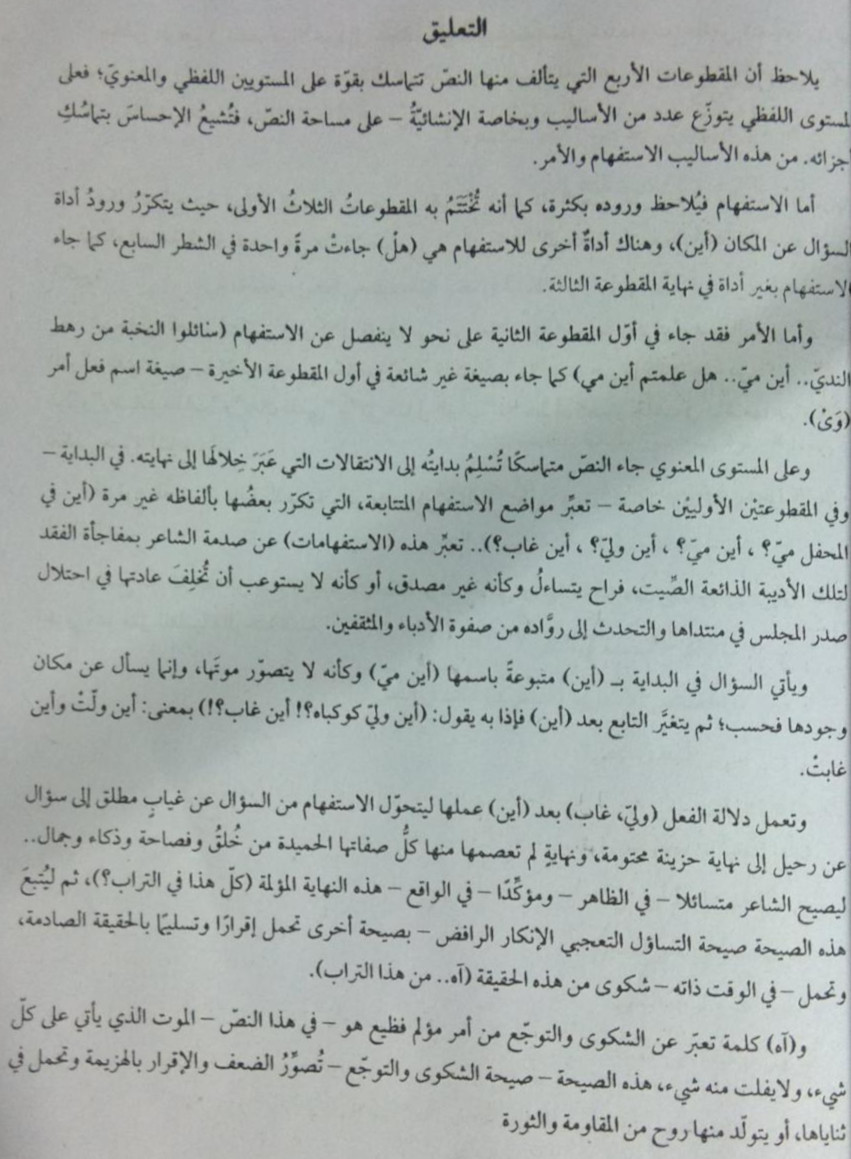 التعليق
يلاحظ أن المقطوعات الأربع التي يتألف منها النصّ تتماسك بقوّة على المستويين اللفظي والمعنويّ؛ فعلى
لمستوى اللفظي يتوزّع عدد من الأساليب وبخاصة الإنشائيّةُ – على مساحة النصّ، فتُشيعُ الإحساسَ بتماسُكِ
أجزائه. من هذه الأساليب الاستفهام والأمر.
أما الاستفهام فيُلاحظ وروده بكثرة، كما أنه تُخْتَتَمُ به المقطوعاتُ الثلاثُ الأولى، حيث يتكرّرُ ورودُ أداة
السؤال عن المكان (أين)، وهناك أداةٌ أخرى للاستفهام هي (هلْ) جاءتْ مرةً واحدة في الشطر السابع، كما جاء
الاستفهام بغير أداة في نهاية المقطوعة الثالثة.
وأما الأمر فقد جاء في أوّل المقطوعة الثانية على نحو لا ينفصل عن الاستفهام (سائلوا النخبة من رهط
النديّ.. أين ميّ.. هل علمتم أين مي) كما جاء بصيغة غير شائعة في أول المقطوعة الأخيرة – صيغة اسم فعل أمر
(وَيْ).
وعلى المستوى المعنوي جاء النصّ متماسكًا تُسْلِمُ بدايتُه إلى الانتقالات التي عَبَرَ خِلالَها إلى نهايته. في البداية –
وفي المقطوعتيْن الأولييْن خاصة – تعبِّر مواضع الاستفهام المتتابعة، التي تكرّر بعضُها بألفاظه غير مرة (أين في
المحفل ميّ؟ ، أين ميّ؟ ، أين وليّ؟ ، أين غاب؟).. تعبِّر هذه (الاستفهامات) عن صدمة الشاعر بمفاجأة الفقد
لتلك الأديبة الذائعة الصِّيت، فراح يتساءلُ وكأنه غير مصدق، أو كأنه لا يستوعب أن تُخلِفَ عادتها في احتلال
صدر المجلس في منتداها والتحدث إلى روَّاده من صفوة الأدباء والمثقفين.
ويأتي السؤال في البداية بـ (أين) متبوعةً باسمها (أين ميّ) وكأنه لا يتصوّر موتَها، وإنما يسأل عن مكان
وجودها فحسب؛ ثم يتغيَّر التابع بعد (أين) فإذا به يقول: (أين وليّ كوكباه؟! أين غاب؟!) بمعنى: أين ولّتْ وأين
غابتْ.
وتعمل دلالة الفعل (وليّ، غاب) بعد (أين) عملها ليتحوّل الاستفهام من السؤال عن غيابٍ مطلق إلى سؤال
عن رحيل إلى نهاية حزينة محتومة، ونهايةٍ لم تعصمها منها كلُّ صفاتها الحميدة من خُلقُ وفصاحة وذكاء وجمال..
ليصيح الشاعر متسائلا – في الظاهر – ومؤكِّدًا – في الواقع – هذه النهاية المؤلمة (كلّ هذا في التراب؟)، ثم ليُتبِعَ
هذه الصيحة صيحة التساؤل التعجبي الإنكار الرافض – بصيحة أخرى تحمل إقرارًا وتسليمًا بالحقيقة الصادمة،
وتحمل – في الوقت ذاته – شكوى من هذه الحقيقة (آه.. من هذا التراب).
و(آه) كلمة تعبّر عن الشكوى والتوجّع من أمر مؤلم فظيع هو – في هذا النصّ – الموت الذي يأتي على كلّ
شيء، ولايفلت منه شيء، هذه الصيحة – صيحة الشكوى والتوجّع – تُصوِّرُ الضعف والإقرار بالهزيمة وتحمل في
ثناياها، أو يتولّد منها روح من المقاومة والثورة